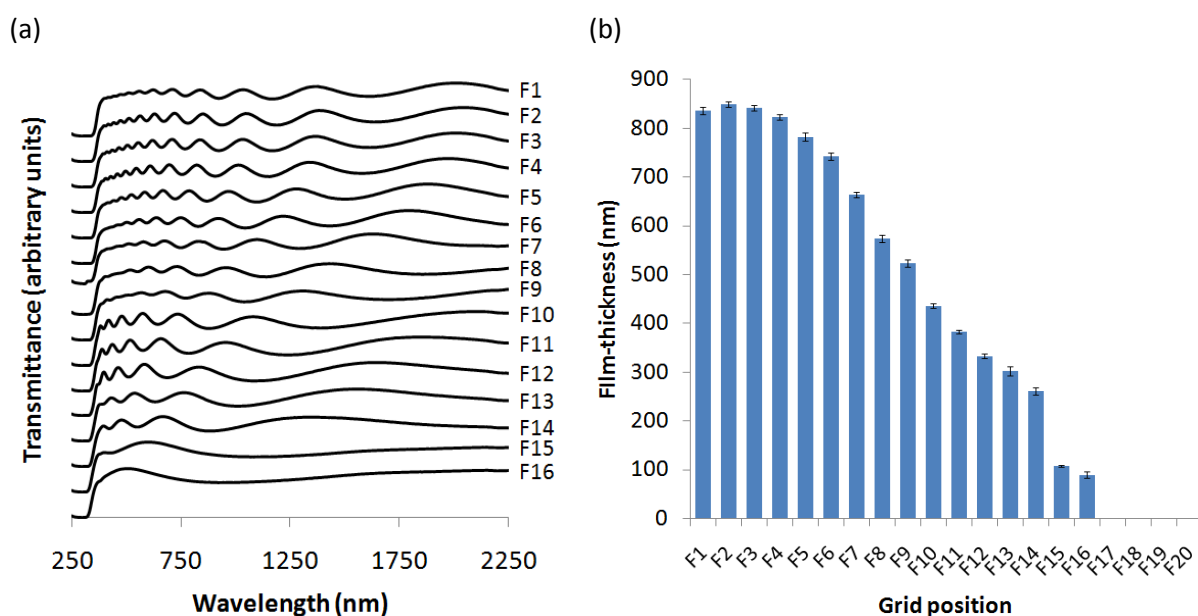 (a)
Transmittance (arbitrary units)
F1
F2
F3
F4
F5
F6
F7
F8
F9
F10
F11
F12
F13
F14
F15
F16
250 750 1250 1750 2250
Wavelength (nm)
(b)
FIlm-thickness (nm)
900
800
700
600
500
400
300
200
100
0
F1 F2 F3 F4 F5 F6 F7 F8 F9 F10 F11 F12 F13 F14 F15 F16 F17 F18 F19 F20
Grid position